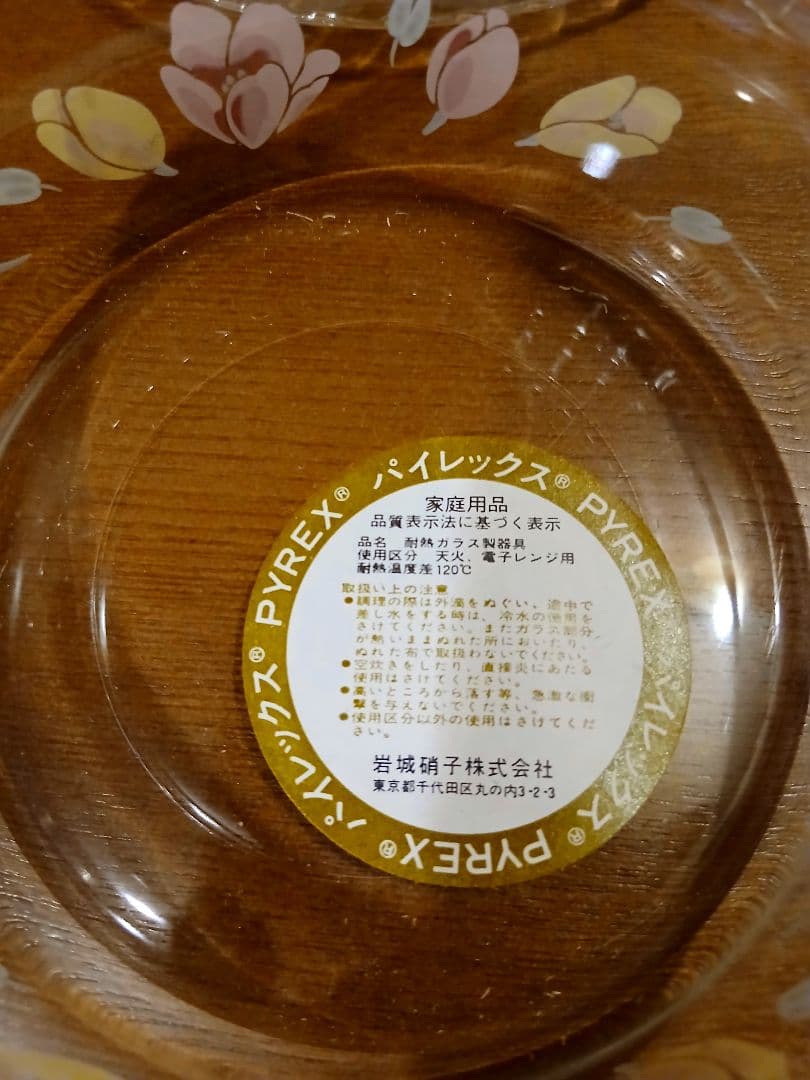 パイレックス® PYREX® パイレックス® PYREX® パイレックス® PYREX®
家庭用品
品質表示法に基づく表示
品名 耐熱ガラス製器具
使用区分 天火、電子レンジ用
耐熱温度差120℃
取扱い上の注意
●調理の際は外滴をぬぐい、途中で
差し水をする時は、冷水の使用を
さけてください。またガラス部分
が熱いままぬれた所においたり、
ぬれた布で取扱わないでください。
●空炊きをしたり、直接炎にあたる
使用はさけてください。
●高いところから落す等、急激な衝
撃を与えないでください。
●使用区分以外の使用はさけてくだ
さい。
岩城硝子株式会社
東京都千代田区丸の内3-2-3